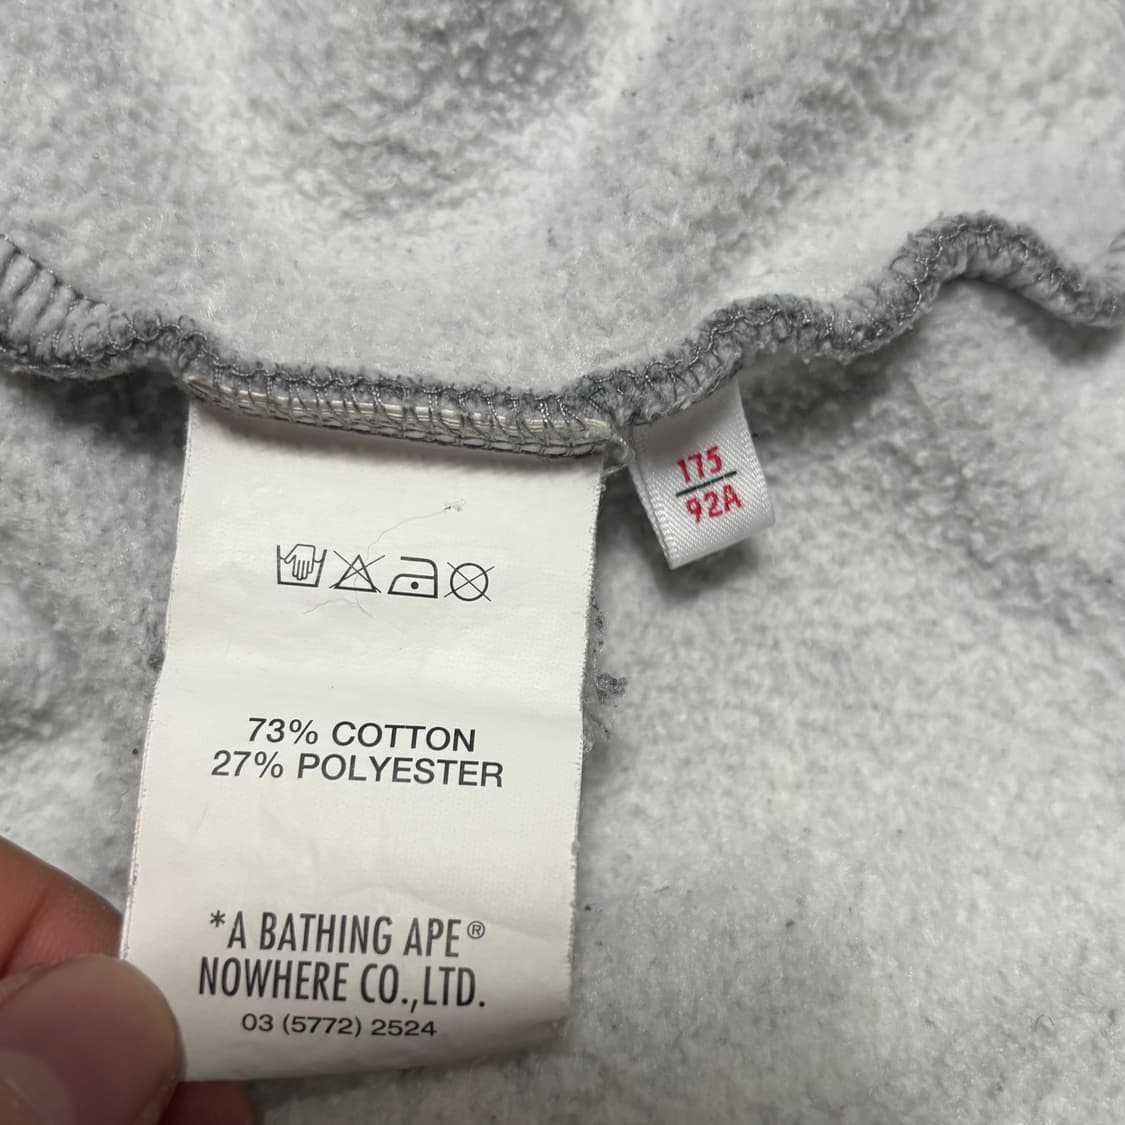 175
92A
73% COTTON
27% POLYESTER
*A BATHING APE®
NOWHERE CO.,LTD.
03 (5772) 2524